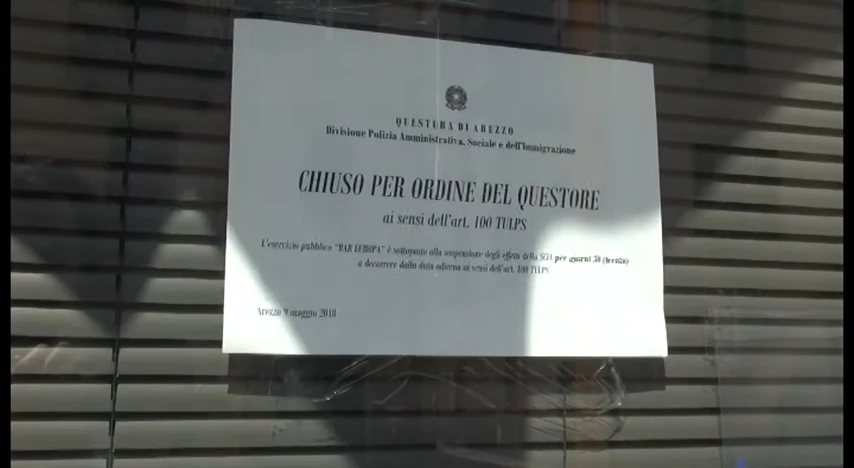 QUESTURA DI AREZZO
Divisione Polizia Amministrativa, Sociale e dell'Immigrazione
CHIUSO PER ORDINE DEL QUESTORE
ai sensi dell'art. 100 TULPS
L'esercizio pubblico "BAR EUROPA" è sottoposto alla sospensione degli effetti della SCIA per giorni 30 (trenta)
a decorrere dalla data odierna ai sensi dell'art. 100 TULPS
Arezzo 9 maggio 2018